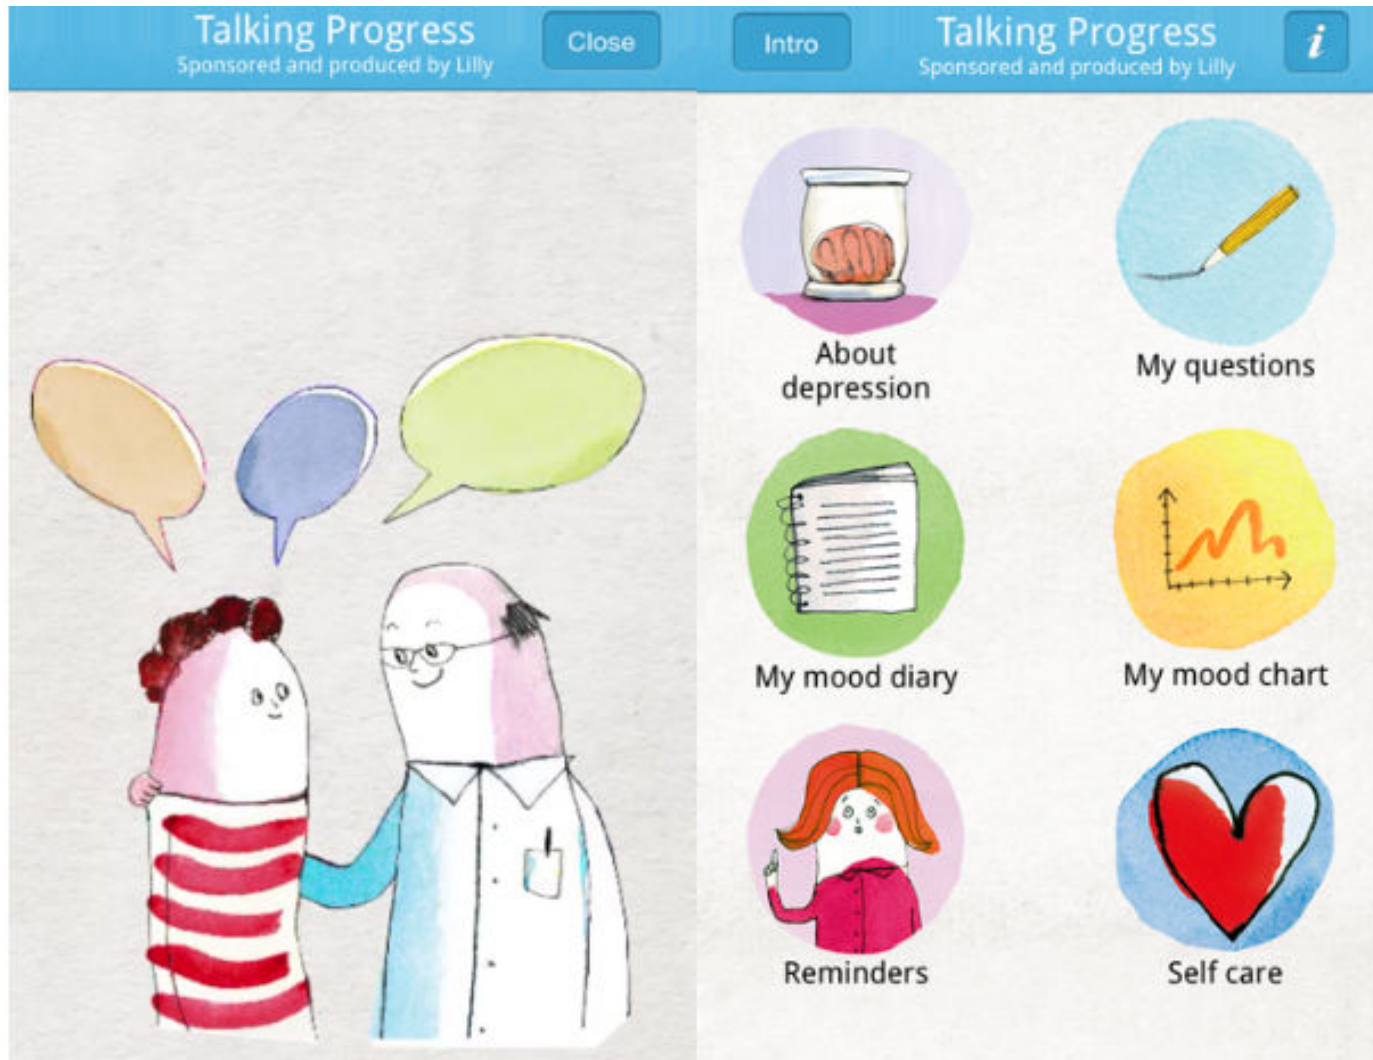 Talking Progress
Sponsored and produced by Lilly
Close
Intro
Talking Progress
Sponsored and produced by Lilly
i
About
depression
My questions
My mood diary
My mood chart
Reminders
Self care